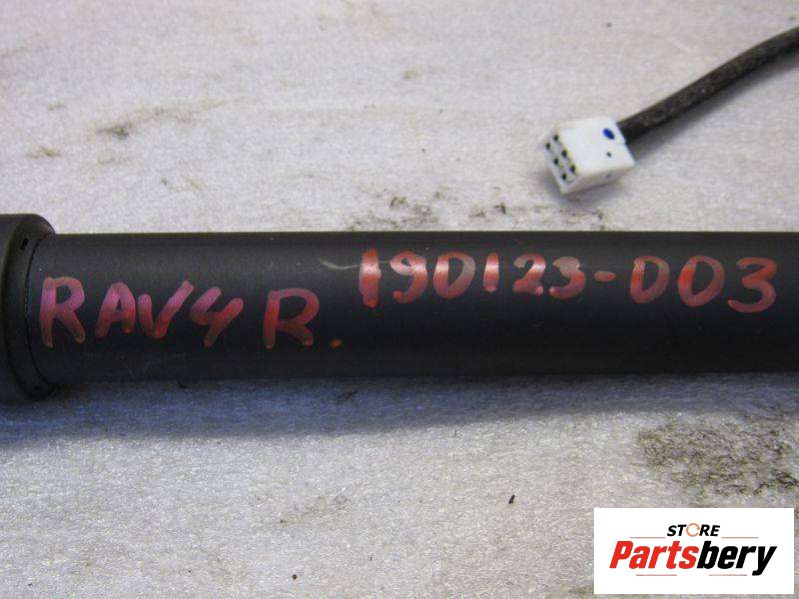 RAV4 R. 190123-003
STORE
Partsbery